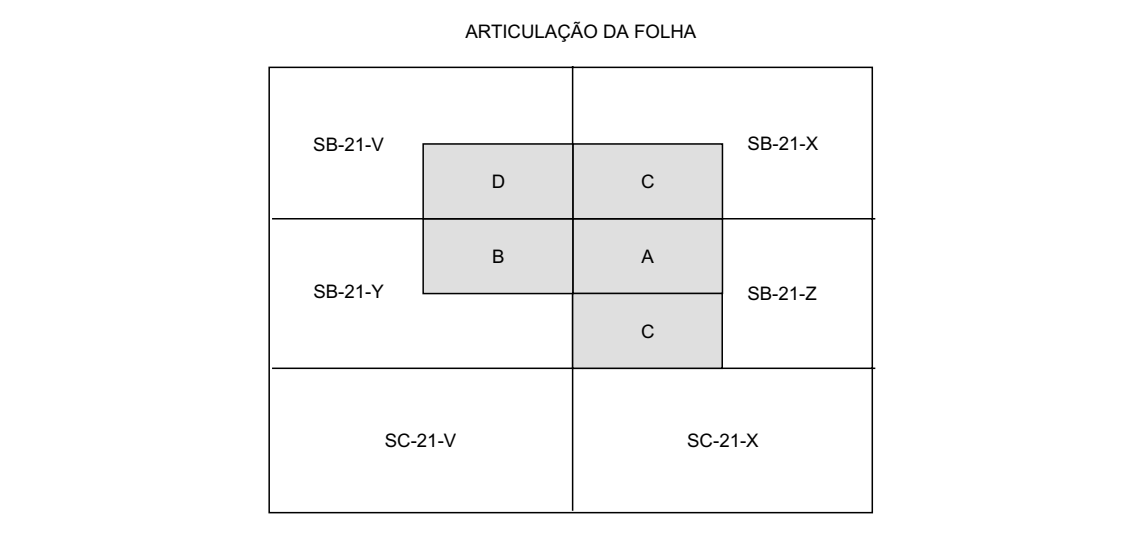 ARTICULAÇÃO DA FOLHA
SB-21-V
SB-21-X
D
C
B
A
SB-21-Y
SB-21-Z
C
SC-21-V
SC-21-X